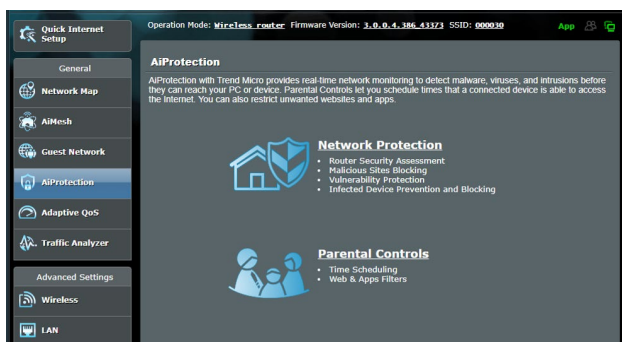 Quick Internet
Setup
Operation Mode: Wireless router Firmware Version: 3.0.0.4.386_43373 SSID: 000030 App
General
Network Map
AiMesh
Guest Network
AiProtection
Adaptive QoS
Traffic Analyzer
Advanced Settings
Wireless
LAN
AiProtection
AiProtection with Trend Micro provides real-time network monitoring to detect malware, viruses, and intrusions before
they can reach your PC or device. Parental Controls let you schedule times that a connected device is able to access
the Internet. You can also restrict unwanted websites and apps.
Network Protection
• Router Security Assessment
• Malicious Sites Blocking
• Vulnerability Protection
• Infected Device Prevention and Blocking
Parental Controls
• Time Scheduling
• Web & Apps Filters